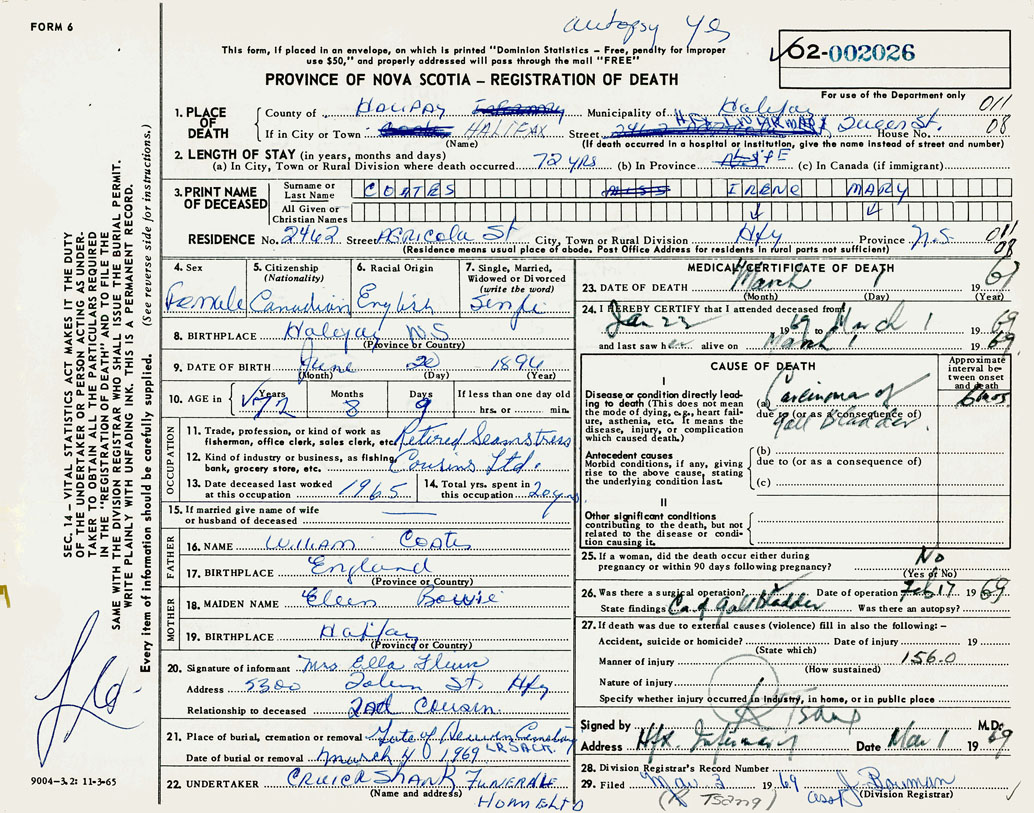 FORM 6
autopsy yes
This form, if placed in an envelope, on which is printed "Dominion Statistics – Free, penalty for improper
use $50," and properly addressed will pass through the mail "FREE"
62-002026
PROVINCE OF NOVA SCOTIA – REGISTRATION OF DEATH
For use of the Department only
1. PLACE OF DEATH
County of HALIFAX Municipality of Halifax 011
If in City or Town HALIFAX Street HFX INFIRMARY Queen St. House No. 08
(Name) (If death occurred in a hospital or institution, give the name instead of street and number)
2. LENGTH OF STAY (in years, months and days)
(a) In City, Town or Rural Division where death occurred 72 YRS (b) In Province LIFE (c) In Canada (if immigrant)
3. PRINT NAME OF DECEASED
Surname or Last Name COATES IRENE MARY
All Given or Christian Names
RESIDENCE No. 2462 Street AGRICOLA St City, Town or Rural Division Hfx Province N.S. 011 08
(Residence means usual place of abode. Post Office Address for residents in rural parts not sufficient)
4. Sex Female
5. Citizenship (Nationality) Canadian
6. Racial Origin English
7. Single, Married, Widowed or Divorced (write the word) Single
8. BIRTHPLACE Halifax N.S
(Province or Country)
9. DATE OF BIRTH June 20 1896
(Month) (Day) (Year)
10. AGE in Years 72 Months 8 Days 9 If less than one day old
hrs. or min.
OCCUPATION
11. Trade, profession, or kind of work as
fisherman, office clerk, sales clerk, etc. Retired Seamstress
12. Kind of industry or business, as fishing,
bank, grocery store, etc. Cousins Ltd.
13. Date deceased last worked
at this occupation 1965
14. Total yrs. spent in
this occupation 20 yrs
15. If married give name of wife
or husband of deceased
FATHER
16. NAME William Coates
17. BIRTHPLACE England
(Province or Country)
MOTHER
18. MAIDEN NAME Eleen Bowie
19. BIRTHPLACE Halifax
(Province or Country)
20. Signature of informant Mrs Ella
Address 5300 St. Hfx
Relationship to deceased 2nd Cousin
21. Place of burial, cremation or removal Gate of Heaven Cemetery
LR SACK.
Date of burial or removal March 4 1969
22. UNDERTAKER CRUICKSHANK FUNERAL
(Name and address) HOME LTD
MEDICAL CERTIFICATE OF DEATH
23. DATE OF DEATH March 1 1969
(Month) (Day) (Year)
24. I HEREBY CERTIFY that I attended deceased from
Jan 22 1969 to March 1 1969
and last saw her alive on March 1 1969
CAUSE OF DEATH
Approximate interval between onset and death
I
Disease or condition directly leading to death (This does not mean
the mode of dying, e.g., heart failure, asthenia, etc. It means the
disease, injury, or complication
which caused death.)
(a) Carcinoma of 6 mos
due to (or as a consequence of)
Gall Bladder.
Antecedent causes
Morbid conditions, if any, giving
rise to the above cause, stating
the underlying condition last.
(b)
due to (or as a consequence of)
(c)
II
Other significant conditions
contributing to the death, but not
related to the disease or condition causing it.
25. If a woman, did the death occur either during
pregnancy or within 90 days following pregnancy? No
(Yes or No)
26. Was there a surgical operation? Date of operation Feb 17 1969
State findings Ca of Gall Bladder Was there an autopsy?
27. If death was due to external causes (violence) fill in also the following:–
Accident, suicide or homicide? Date of injury 19
(State which)
Manner of injury 156.0
(How sustained)
Nature of injury
Specify whether injury occurred in Industry, in home, or in public place
Signed by K Tsang M.D.
Address Hfx. Infirmary Date Mar 1 1969
28. Division Registrar's Record Number
29. Filed Mar 3 1969 asst J. Bowman
(K Tsang) (Division Registrar)
SEC. 14 – VITAL STATISTICS ACT MAKES IT THE DUTY
OF THE UNDERTAKER OR PERSON ACTING AS UNDER-
TAKER TO OBTAIN ALL THE PARTICULARS REQUIRED
IN THE "REGISTRATION OF DEATH" AND TO FILE THE
SAME WITH THE DIVISION REGISTRAR WHO SHALL ISSUE THE BURIAL PERMIT.
WRITE PLAINLY WITH UNFADING INK. THIS IS A PERMANENT RECORD.
Every item of information should be carefully supplied. (See reverse side for instructions.)
9004-3.2: 11-3-65